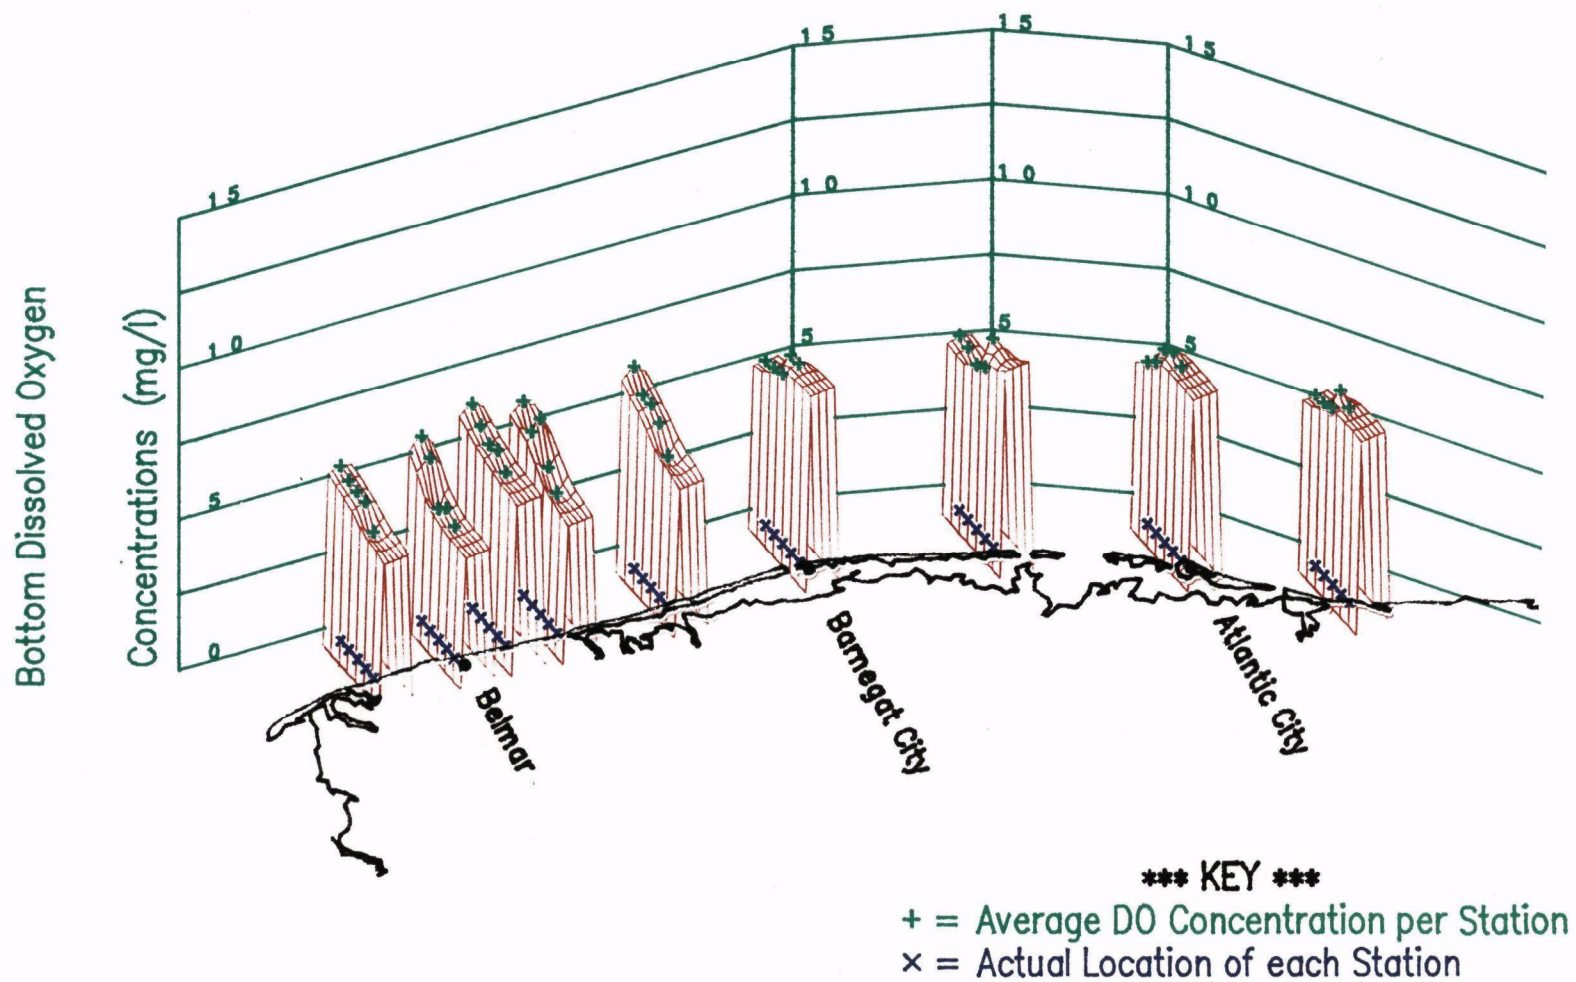 15
15
15
10
10
10
15
5
5
5
10
5
0
Bottom Dissolved Oxygen
Concentrations (mg/l)
Belmar
Barnegat City
Atlantic City
*** KEY ***
+ = Average DO Concentration per Station
× = Actual Location of each Station